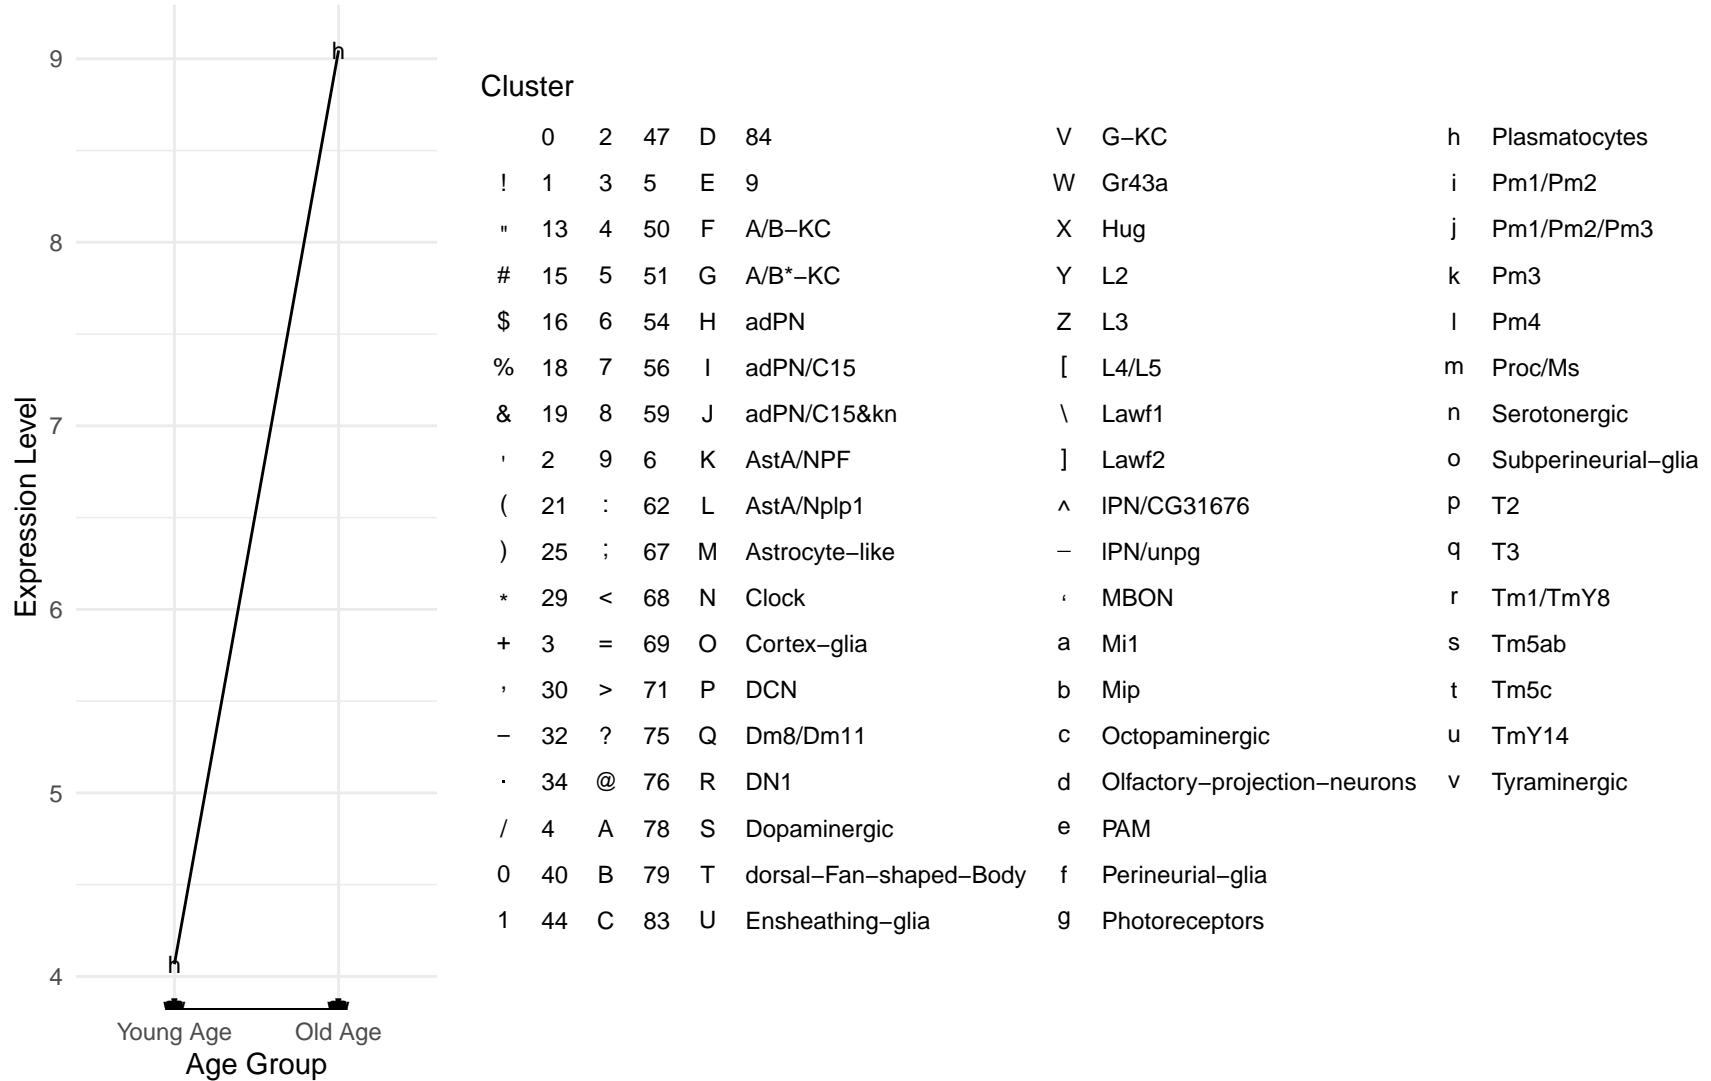 9
8
7
6
5
4
Expression Level
h
h
Young Age Old Age
Age Group
Cluster
0 2 47 D 84 V G−KC h Plasmatocytes
! 1 3 5 E 9 W Gr43a i Pm1/Pm2
" 13 4 50 F A/B−KC X Hug j Pm1/Pm2/Pm3
# 15 5 51 G A/B*−KC Y L2 k Pm3
$ 16 6 54 H adPN Z L3 l Pm4
% 18 7 56 I adPN/C15 [ L4/L5 m Proc/Ms
& 19 8 59 J adPN/C15&kn \ Lawf1 n Serotonergic
' 2 9 6 K AstA/NPF ] Lawf2 o Subperineurial−glia
( 21 : 62 L AstA/Nplp1 ^ lPN/CG31676 p T2
) 25 ; 67 M Astrocyte−like − lPN/unpg q T3
* 29 < 68 N Clock ‘ MBON r Tm1/TmY8
+ 3 = 69 O Cortex−glia a Mi1 s Tm5ab
, 30 > 71 P DCN b Mip t Tm5c
− 32 ? 75 Q Dm8/Dm11 c Octopaminergic u TmY14
. 34 @ 76 R DN1 d Olfactory−projection−neurons v Tyraminergic
/ 4 A 78 S Dopaminergic e PAM
0 40 B 79 T dorsal−Fan−shaped−Body f Perineurial−glia
1 44 C 83 U Ensheathing−glia g Photoreceptors